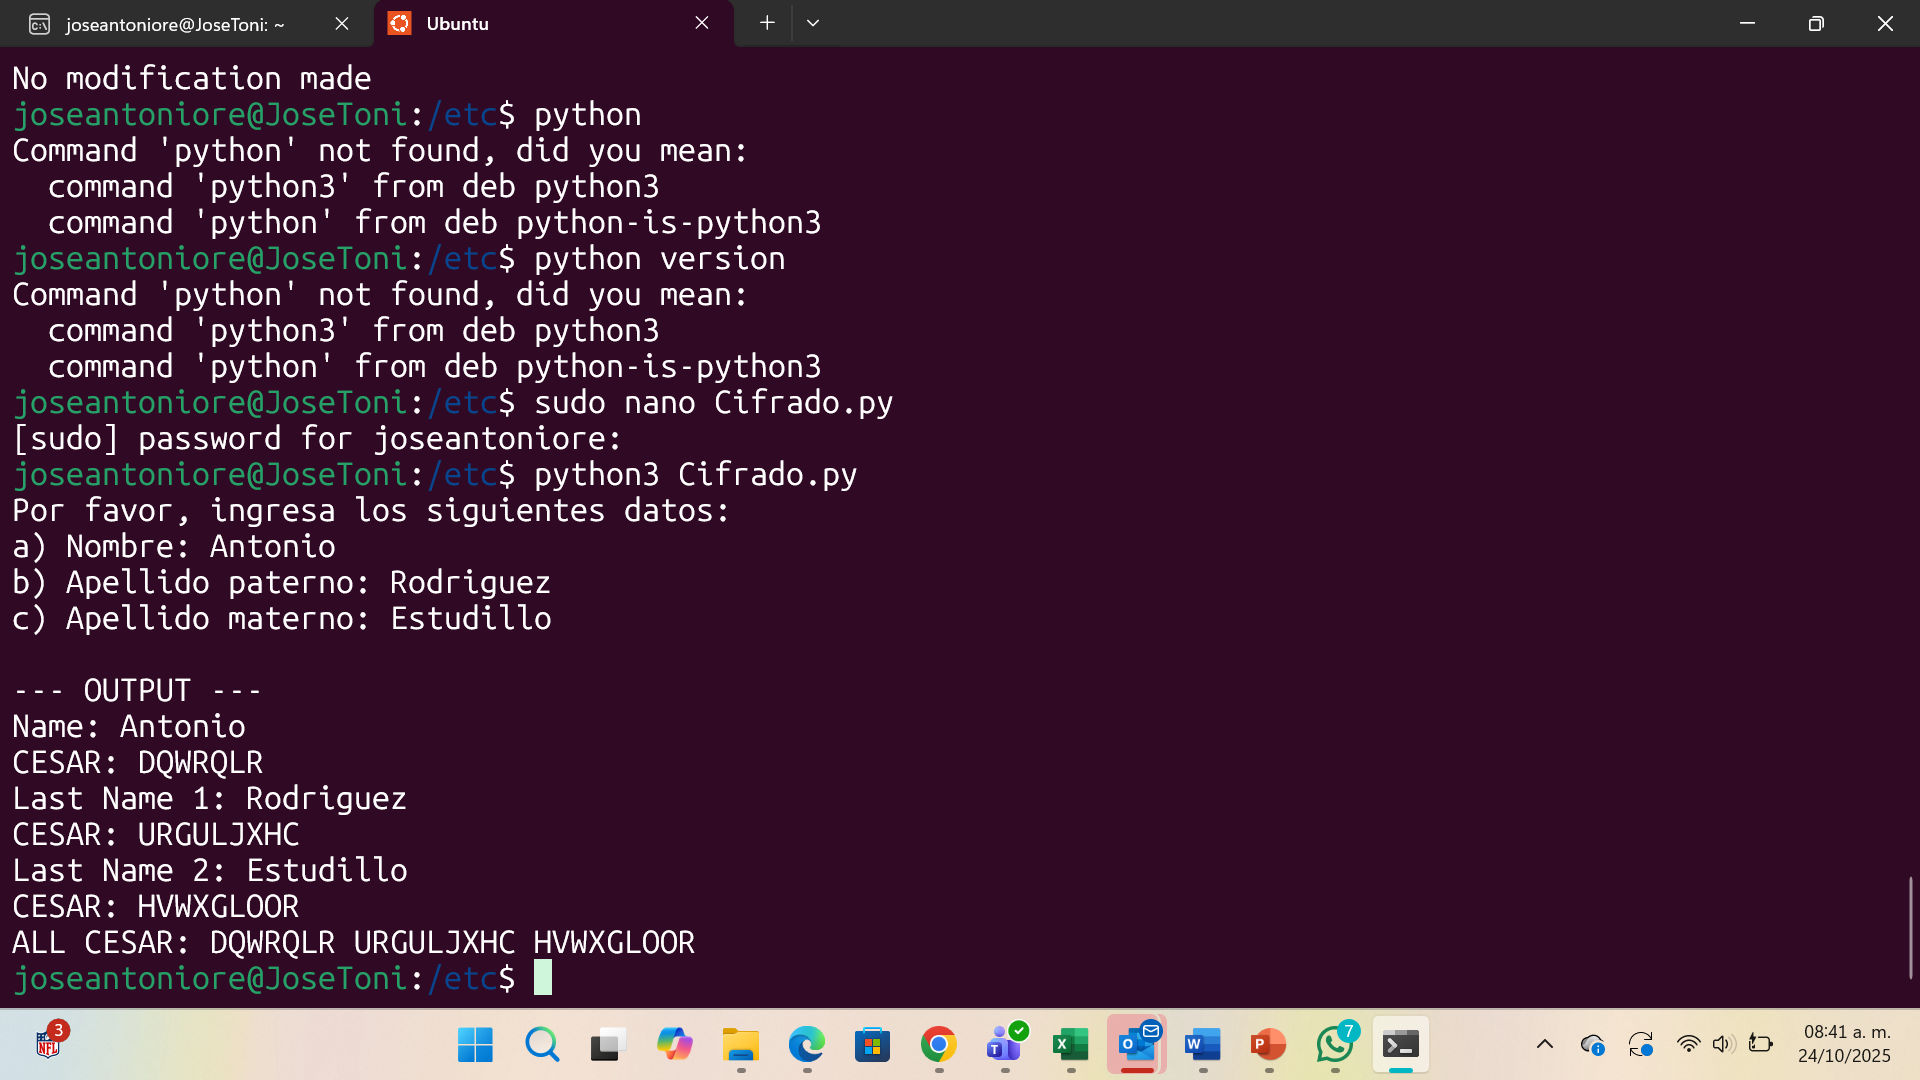 joseantoniore@JoseToni: ~
Ubuntu
No modification made
joseantoniore@JoseToni:/etc$ python
Command 'python' not found, did you mean:
  command 'python3' from deb python3
  command 'python' from deb python-is-python3
joseantoniore@JoseToni:/etc$ python version
Command 'python' not found, did you mean:
  command 'python3' from deb python3
  command 'python' from deb python-is-python3
joseantoniore@JoseToni:/etc$ sudo nano Cifrado.py
[sudo] password for joseantoniore:
joseantoniore@JoseToni:/etc$ python3 Cifrado.py
Por favor, ingresa los siguientes datos:
a) Nombre: Antonio
b) Apellido paterno: Rodriguez
c) Apellido materno: Estudillo

--- OUTPUT ---
Name: Antonio
CESAR: DQWRQLR
Last Name 1: Rodriguez
CESAR: URGULJXHC
Last Name 2: Estudillo
CESAR: HVWXGLOOR
ALL CESAR: DQWRQLR URGULJXHC HVWXGLOOR
joseantoniore@JoseToni:/etc$
3
NFL
T
X
O
W
P
7
08:41 a. m.
24/10/2025